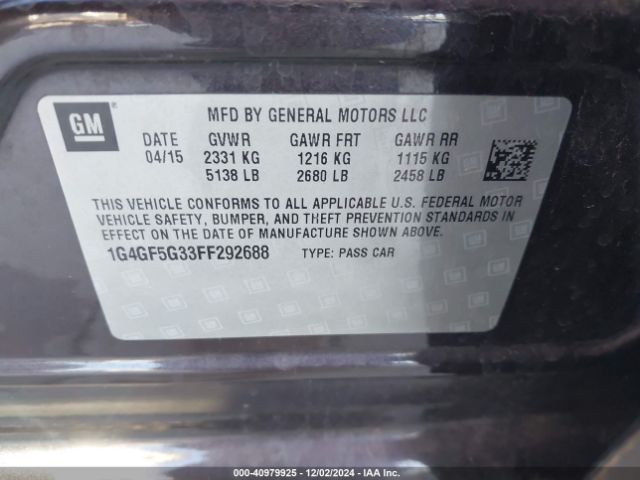 GM
MFD BY GENERAL MOTORS LLC
DATE GVWR GAWR FRT GAWR RR
04/15 2331 KG 1216 KG 1115 KG
5138 LB 2680 LB 2458 LB
THIS VEHICLE CONFORMS TO ALL APPLICABLE U.S. FEDERAL MOTOR
VEHICLE SAFETY, BUMPER, AND THEFT PREVENTION STANDARDS IN
EFFECT ON THE DATE OF MANUFACTURE SHOWN ABOVE.
1G4GF5G33FF292688 TYPE: PASS CAR
000-40979925 - 12/02/2024 - IAA Inc.